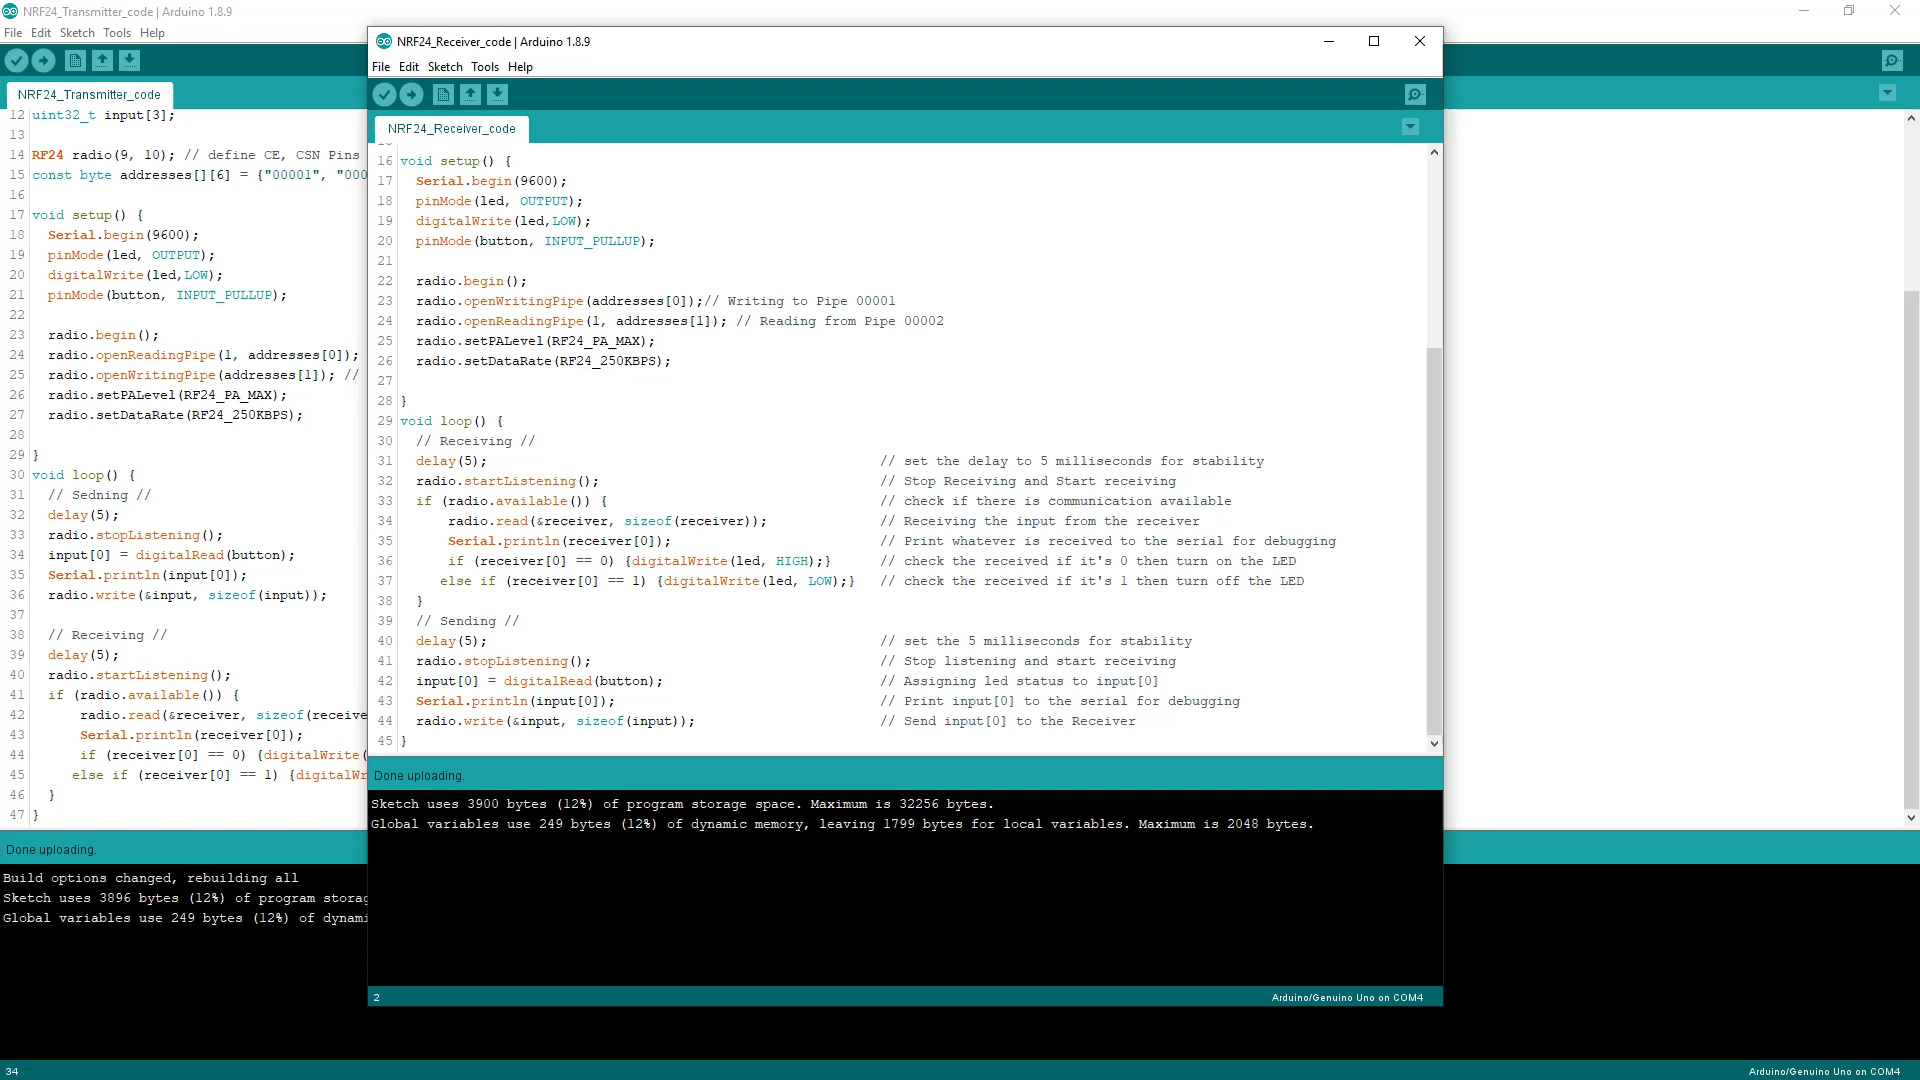 NRF24_Transmitter_code | Arduino 1.8.9
File Edit Sketch Tools Help
NRF24_Transmitter_code
12 uint32_t input[3];
13
14 RF24 radio(9, 10); // define CE, CSN Pins
15 const byte addresses[][6] = {"00001", "000
16
17 void setup() {
18 Serial.begin(9600);
19 pinMode(led, OUTPUT);
20 digitalWrite(led,LOW);
21 pinMode(button, INPUT_PULLUP);
22
23 radio.begin();
24 radio.openReadingPipe(1, addresses[0]);
25 radio.openWritingPipe(addresses[1]); //
26 radio.setPALevel(RF24_PA_MAX);
27 radio.setDataRate(RF24_250KBPS);
28
29 }
30 void loop() {
31 // Sedning //
32 delay(5);
33 radio.stopListening();
34 input[0] = digitalRead(button);
35 Serial.println(input[0]);
36 radio.write(&input, sizeof(input));
37
38 // Receiving //
39 delay(5);
40 radio.startListening();
41 if (radio.available()) {
42 radio.read(&receiver, sizeof(receive
43 Serial.println(receiver[0]);
44 if (receiver[0] == 0) {digitalWrite(
45 else if (receiver[0] == 1) {digitalWr
46 }
47 }
Done uploading.
Build options changed, rebuilding all
Sketch uses 3896 bytes (12%) of program storag
Global variables use 249 bytes (12%) of dynami
34
Arduino/Genuino Uno on COM4
NRF24_Receiver_code | Arduino 1.8.9
File Edit Sketch Tools Help
NRF24_Receiver_code
16 void setup() {
17 Serial.begin(9600);
18 pinMode(led, OUTPUT);
19 digitalWrite(led,LOW);
20 pinMode(button, INPUT_PULLUP);
21
22 radio.begin();
23 radio.openWritingPipe(addresses[0]);// Writing to Pipe 00001
24 radio.openReadingPipe(1, addresses[1]); // Reading from Pipe 00002
25 radio.setPALevel(RF24_PA_MAX);
26 radio.setDataRate(RF24_250KBPS);
27
28 }
29 void loop() {
30 // Receiving //
31 delay(5); // set the delay to 5 milliseconds for stability
32 radio.startListening(); // Stop Receiving and Start receiving
33 if (radio.available()) { // check if there is communication available
34 radio.read(&receiver, sizeof(receiver)); // Receiving the input from the receiver
35 Serial.println(receiver[0]); // Print whatever is received to the serial for debugging
36 if (receiver[0] == 0) {digitalWrite(led, HIGH);} // check the received if it's 0 then turn on the LED
37 else if (receiver[0] == 1) {digitalWrite(led, LOW);} // check the received if it's 1 then turn off the LED
38 }
39 // Sending //
40 delay(5); // set the 5 milliseconds for stability
41 radio.stopListening(); // Stop listening and start receiving
42 input[0] = digitalRead(button); // Assigning led status to input[0]
43 Serial.println(input[0]); // Print input[0] to the serial for debugging
44 radio.write(&input, sizeof(input)); // Send input[0] to the Receiver
45 }
Done uploading.
Sketch uses 3900 bytes (12%) of program storage space. Maximum is 32256 bytes.
Global variables use 249 bytes (12%) of dynamic memory, leaving 1799 bytes for local variables. Maximum is 2048 bytes.
2
Arduino/Genuino Uno on COM4